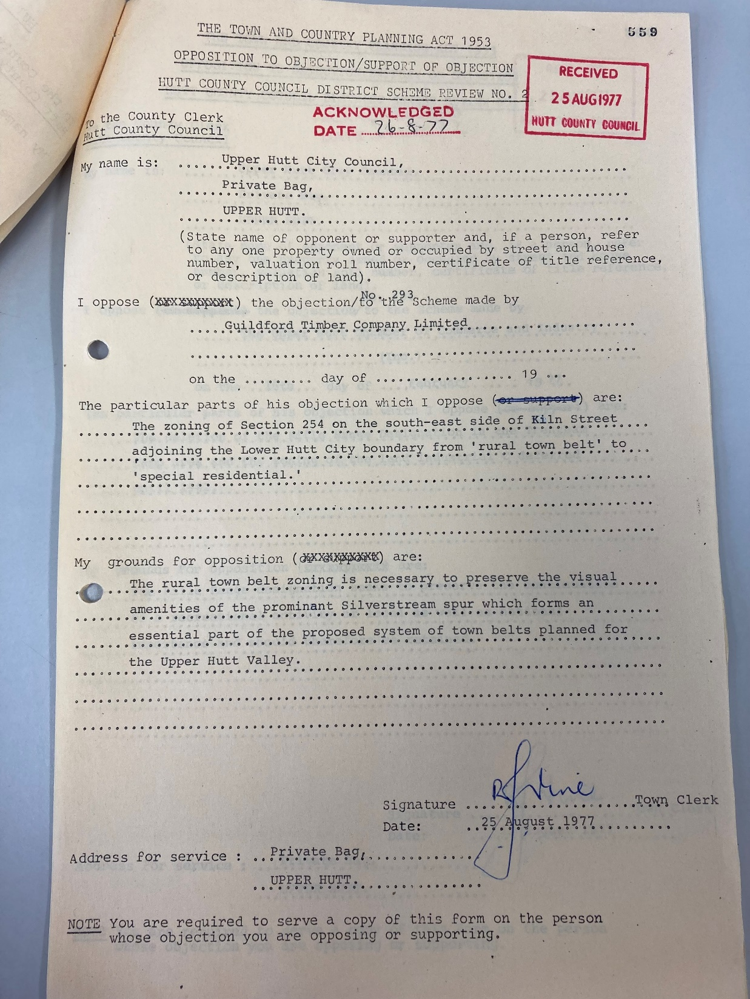 559
THE TOWN AND COUNTRY PLANNING ACT 1953
OPPOSITION TO OBJECTION/SUPPORT OF OBJECTION
HUTT COUNTY COUNCIL DISTRICT SCHEME REVIEW NO. 2
RECEIVED
25 AUG 1977
HUTT COUNTY COUNCIL
To the County Clerk
Hutt County Council
ACKNOWLEDGED
DATE 26-8-77
My name is: Upper Hutt City Council,
Private Bag,
UPPER HUTT.
(State name of opponent or supporter and, if a person, refer
to any one property owned or occupied by street and house
number, valuation roll number, certificate of title reference,
or description of land).
No. 293
I oppose (XXXXXXXXXX) the objection/to the Scheme made by
Guildford Timber Company Limited
on the ......... day of .................. 19 ...
The particular parts of his objection which I oppose (or support) are:
The zoning of Section 254 on the south-east side of Kiln Street
adjoining the Lower Hutt City boundary from 'rural town belt' to
'special residential.'
My grounds for opposition (or support) are:
The rural town belt zoning is necessary to preserve the visual
amenities of the prominant Silverstream spur which forms an
essential part of the proposed system of town belts planned for
the Upper Hutt Valley.
Signature Town Clerk
Date: 25 August 1977
Address for service : Private Bag,
UPPER HUTT.
NOTE You are required to serve a copy of this form on the person
whose objection you are opposing or supporting.